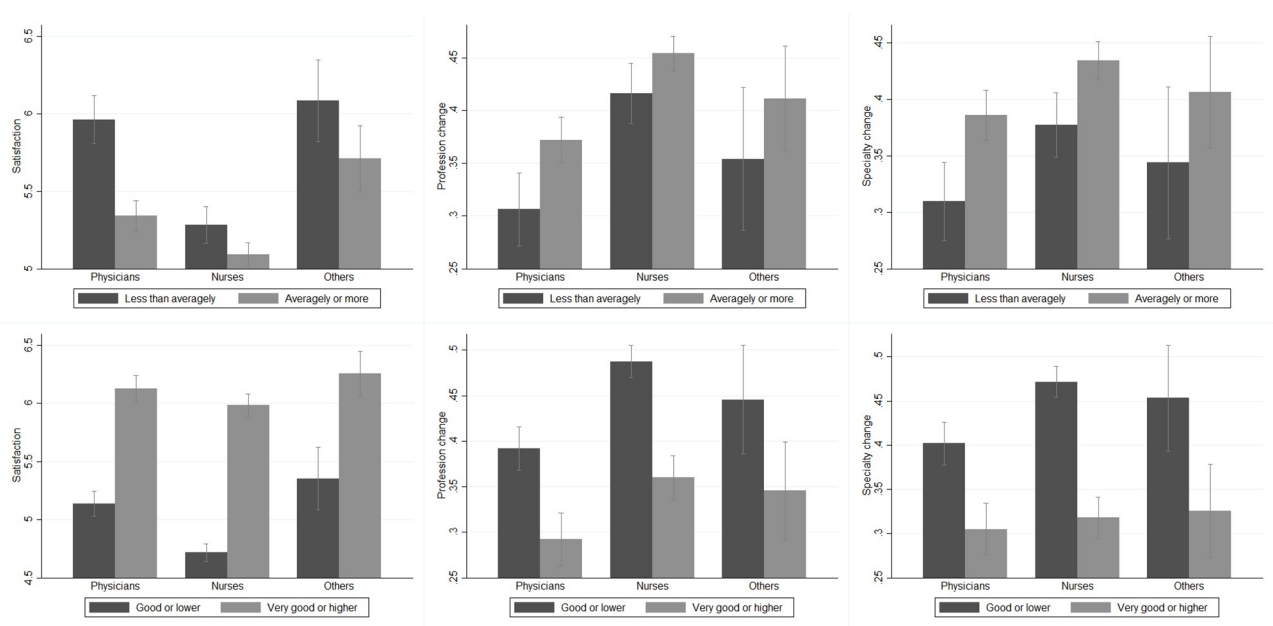 Satisfaction
6.5
6
5.5
5
Physicians Nurses Others
Less than averagely Averagely or more
Profession change
.45
.4
.35
.3
.25
Physicians Nurses Others
Less than averagely Averagely or more
Specialty change
.45
.4
.35
.3
.25
Physicians Nurses Others
Less than averagely Averagely or more
Satisfaction
6.5
6
5.5
5
4.5
Physicians Nurses Others
Good or lower Very good or higher
Profession change
.5
.45
.4
.35
.3
.25
Physicians Nurses Others
Good or lower Very good or higher
Specialty change
.5
.45
.4
.35
.3
.25
Physicians Nurses Others
Good or lower Very good or higher